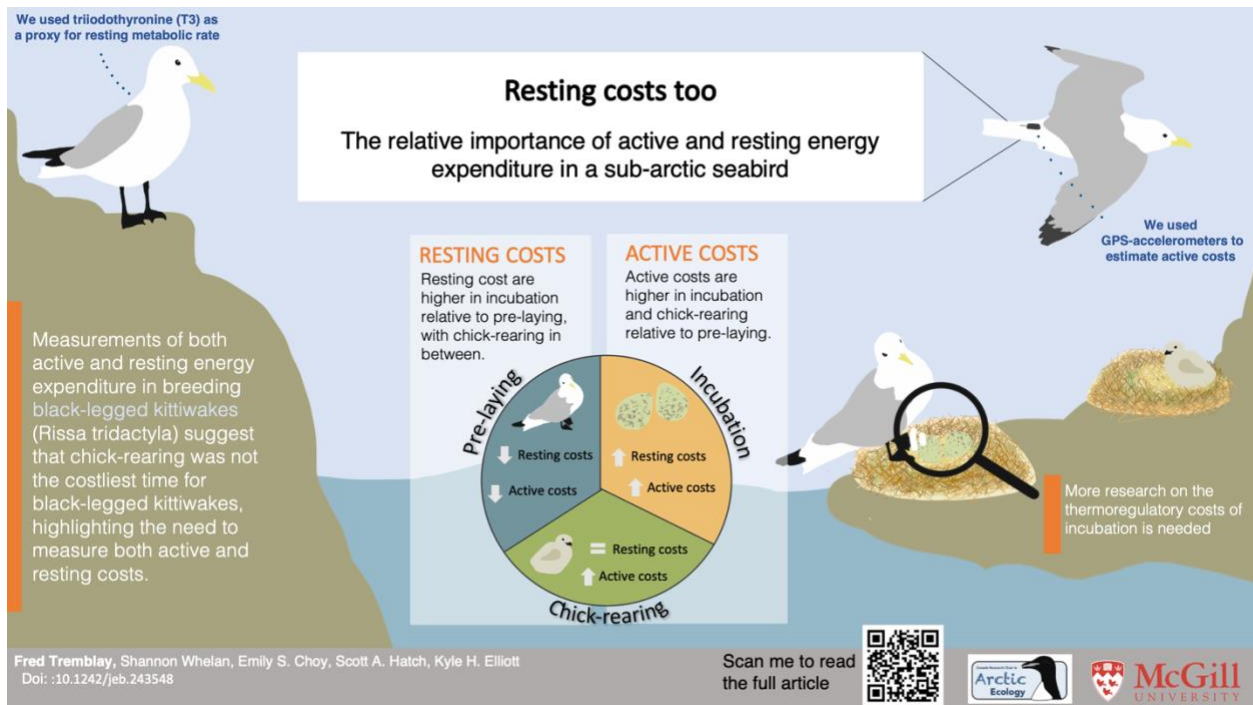 We used triiodothyronine (T3) as
a proxy for resting metabolic rate
Resting costs too
The relative importance of active and resting energy
expenditure in a sub-arctic seabird
We used
GPS-accelerometers to
estimate active costs
RESTING COSTS
Resting cost are
higher in incubation
relative to pre-laying,
with chick-rearing in
between.
ACTIVE COSTS
Active costs are
higher in incubation
and chick-rearing
relative to pre-laying.
Measurements of both
active and resting energy
expenditure in breeding
black-legged kittiwakes
(Rissa tridactyla) suggest
that chick-rearing was not
the costliest time for
black-legged kittiwakes,
highlighting the need to
measure both active and
resting costs.
Pre-laying
Resting costs
Active costs
Incubation
Resting costs
Active costs
= Resting costs
Active costs
Chick-rearing
More research on the
thermoregulatory costs of
incubation is needed
Fred Tremblay, Shannon Whelan, Emily S. Choy, Scott A. Hatch, Kyle H. Elliott
Doi: :10.1242/jeb.243548
Scan me to read
the full article
Arctic
Ecology
McGill
UNIVERSITY